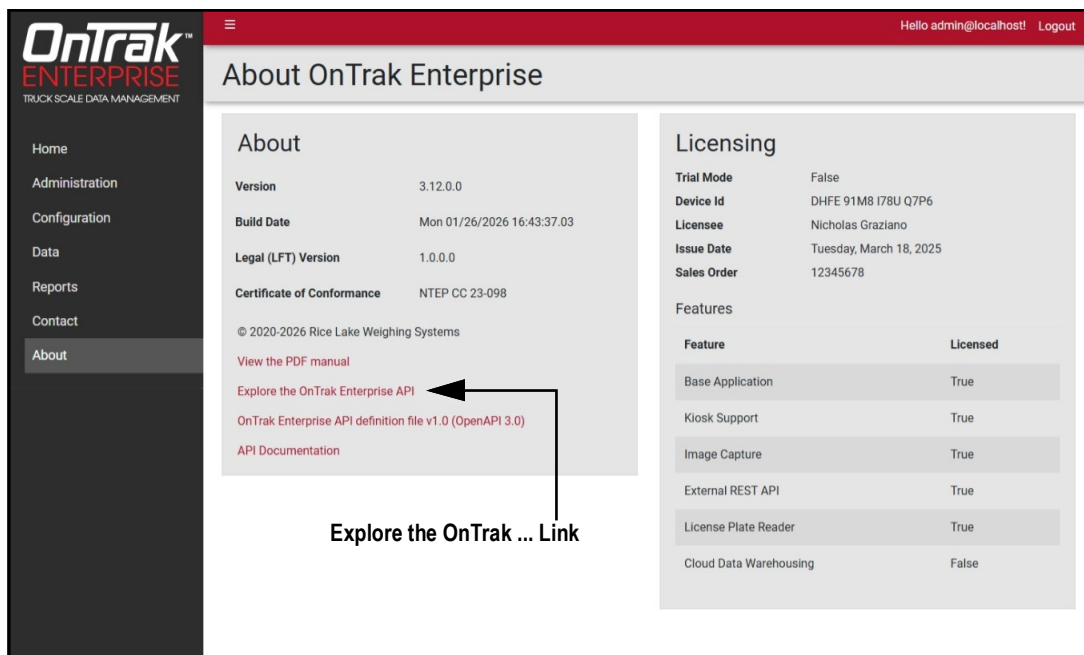 OnTrak™
ENTERPRISE
TRUCK SCALE DATA MANAGEMENT
Home
Administration
Configuration
Data
Reports
Contact
About
Hello admin@localhost! Logout
About OnTrak Enterprise
About
Version 3.12.0.0
Build Date Mon 01/26/2026 16:43:37.03
Legal (LFT) Version 1.0.0.0
Certificate of Conformance NTEP CC 23-098
© 2020-2026 Rice Lake Weighing Systems
View the PDF manual
Explore the OnTrak Enterprise API
OnTrak Enterprise API definition file v1.0 (OpenAPI 3.0)
API Documentation
Explore the OnTrak ... Link
Licensing
Trial Mode False
Device Id DHFE 91M8 I78U Q7P6
Licensee Nicholas Graziano
Issue Date Tuesday, March 18, 2025
Sales Order 12345678
Features
Feature Licensed
Base Application True
Kiosk Support True
Image Capture True
External REST API True
License Plate Reader True
Cloud Data Warehousing False